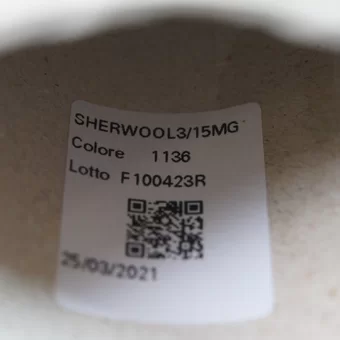 SHERWOOL3/15MG
Colore 1136
Lotto F100423R
25/03/2021